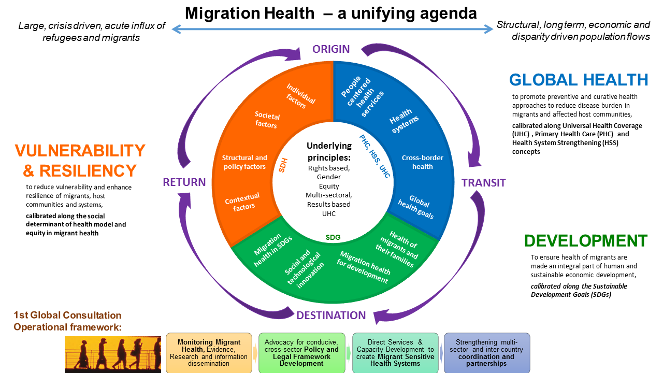 Migration Health – a unifying agenda
Large, crisis driven, acute influx of
refugees and migrants
Structural, long term, economic and
disparity driven population flows
ORIGIN
TRANSIT
DESTINATION
RETURN
People
centered
health
services
Health
systems
Cross-border
health
Global
health goals
Health of
migrants and
their families
Migration health
for development
Social and
technological
innovation
Migration
health in SDGs
Contextual
factors
Structural and
policy factors
Societal
factors
Individual
factors
SDH
PHC, HSS, UHC
SDG
Underlying
principles:
Rights based,
Gender
Equity
Multi-sectoral,
Results based
UHC
GLOBAL HEALTH
to promote preventive and curative health
approaches to reduce disease burden in
migrants and affected host communities,
calibrated along Universal Health Coverage
(UHC) , Primary Health Care (PHC) and
Health System Strengthening (HSS)
concepts
VULNERABILITY
& RESILIENCY
to reduce vulnerability and enhance
resilience of migrants, host
communities and systems,
calibrated along the social
determinant of health model and
equity in migrant health
DEVELOPMENT
To ensure health of migrants are
made an integral part of human and
sustainable economic development,
calibrated along the Sustainable
Development Goals (SDGs)
1st Global Consultation
Operational framework:
Monitoring Migrant
Health, Evidence,
Research and information
dissemination
Advocacy for conducive,
cross-sector Policy and
Legal Framework
Development
Direct Services &
Capacity Development to
create Migrant Sensitive
Health Systems
Strengthening multi-
sector- and inter country
coordination and
partnerships